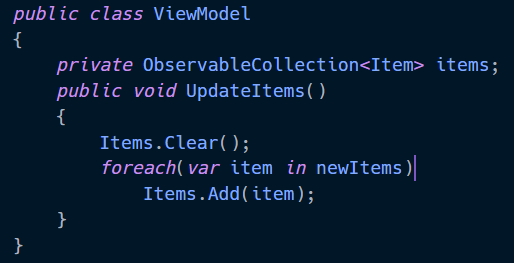 public class ViewModel
{
    private ObservableCollection<Item> items;
    public void UpdateItems()
    {
        Items.Clear();
        foreach(var item in newItems)
            Items.Add(item);
    }
}